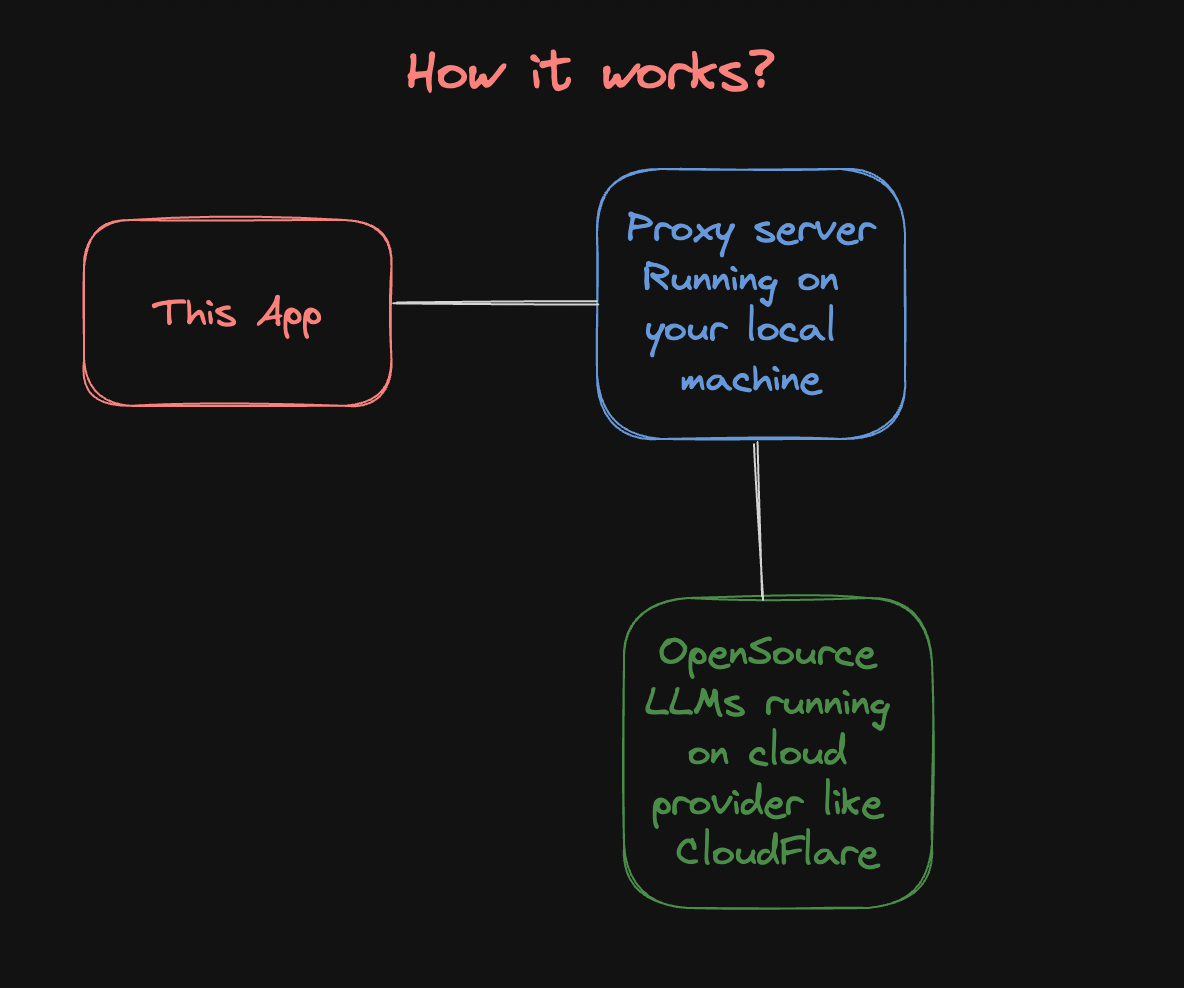 How it works?
This App
Proxy server
Running on
your local
machine
OpenSource
LLMs running
on cloud
provider like
CloudFlare